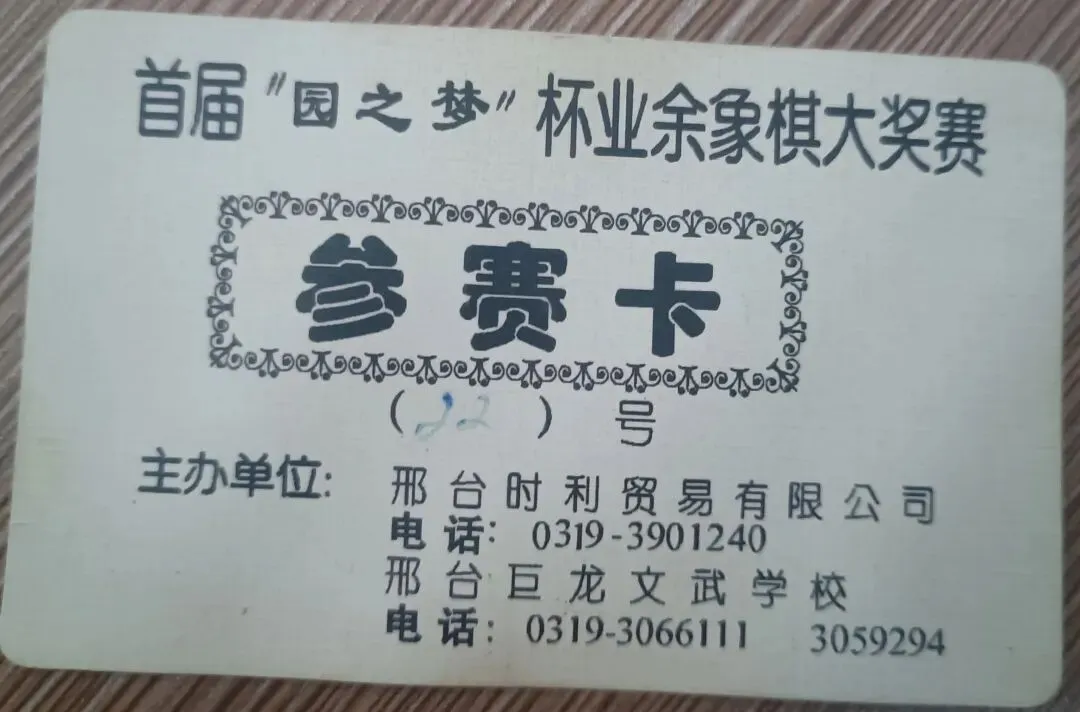 首届"园之梦"杯业余象棋大奖赛
参赛卡
(22)号
主办单位: 邢台时利贸易有限公司
电话: 0319-3901240
邢台巨龙文武学校
电话: 0319-3066111 3059294